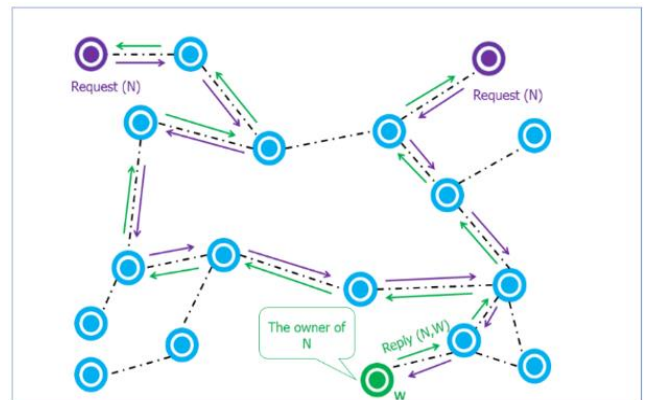 Request (N)
Request (N)
The owner of
N
Reply (N,W)
W